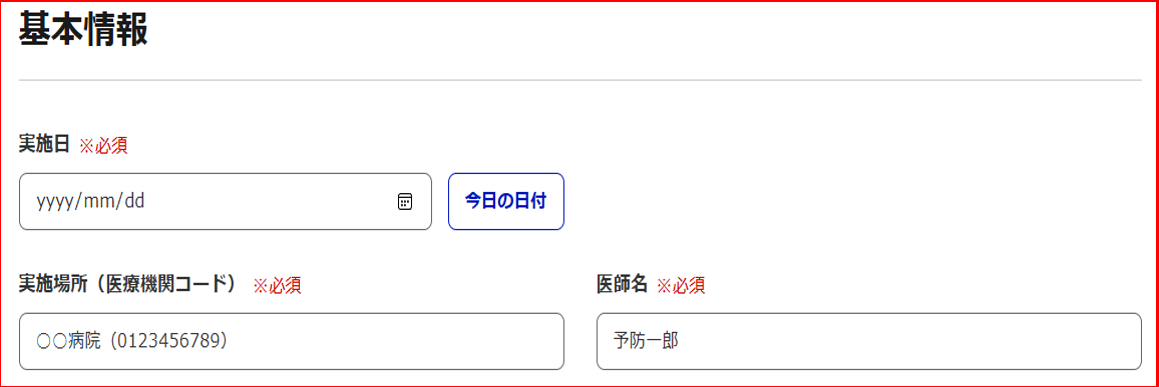 基本情報
実施日 ※必須
yyyy/mm/dd 今日の日付
実施場所（医療機関コード） ※必須 医師名 ※必須
〇〇病院（0123456789） 予防一郎